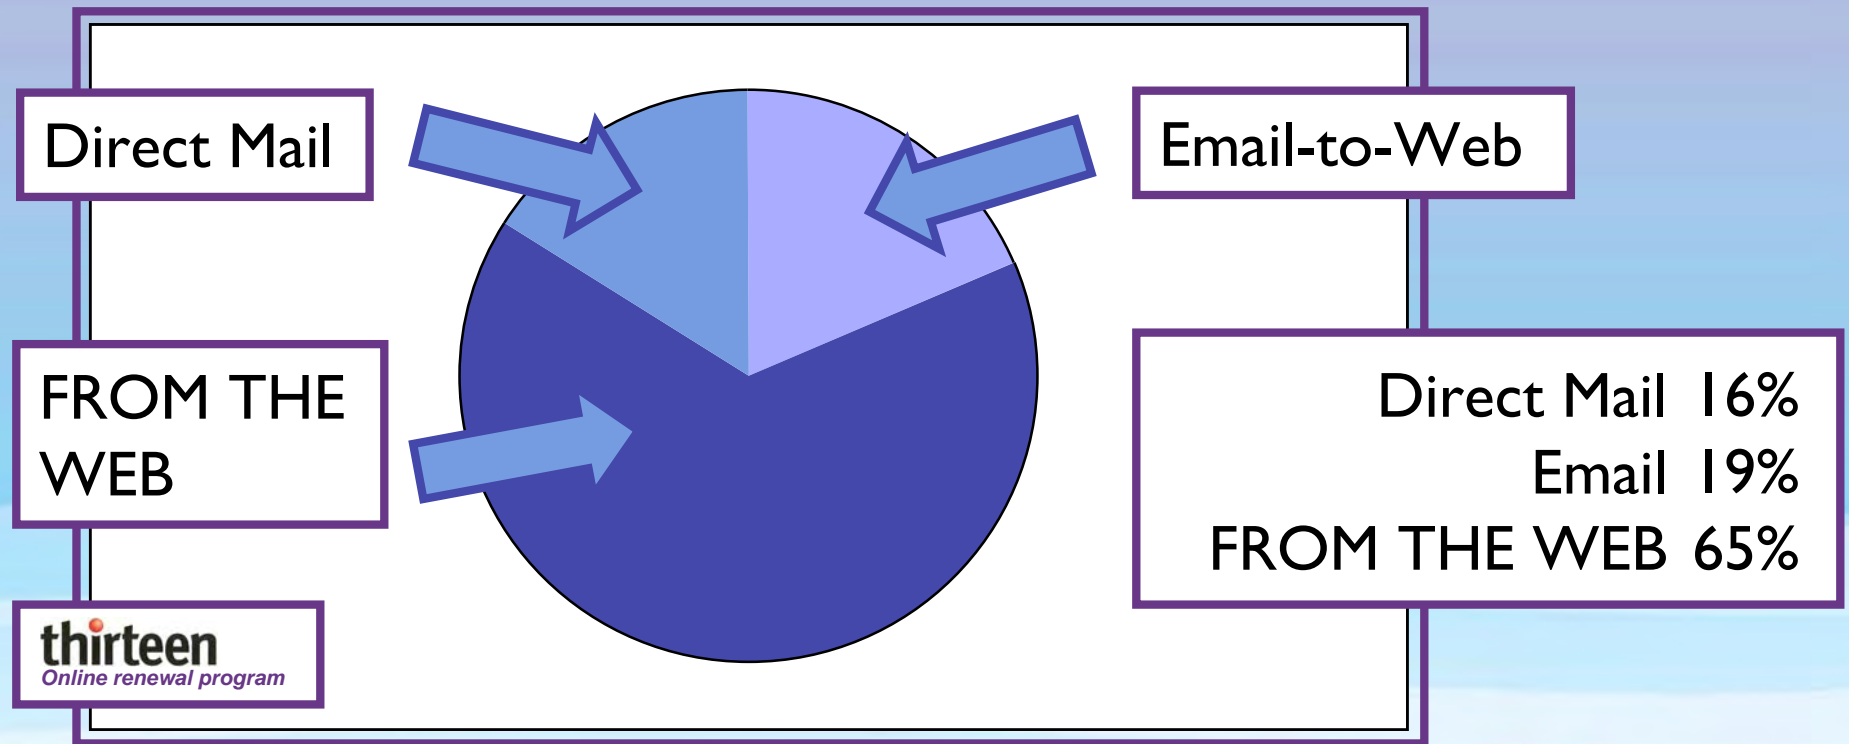 Direct Mail
Email-to-Web
FROM THE
WEB
Direct Mail 16%
Email 19%
FROM THE WEB 65%
thirteen
Online renewal program